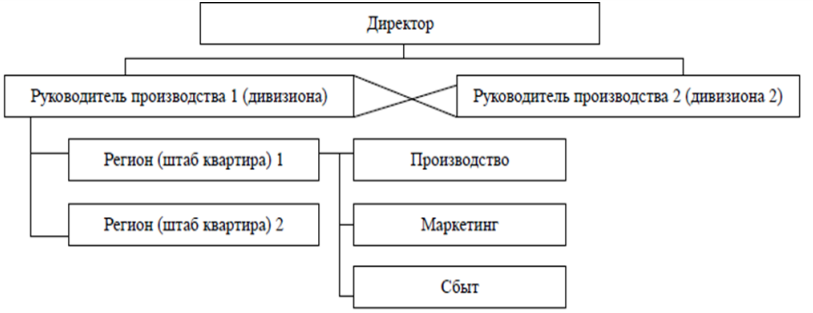 Директор
Руководитель производства 1 (дивизиона)
Руководитель производства 2 (дивизиона 2)
Регион (штаб квартира) 1
Производство
Регион (штаб квартира) 2
Маркетинг
Сбыт